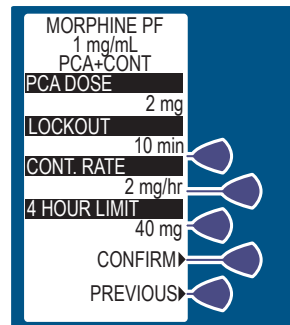 MORPHINE PF
1 mg/mL
PCA+CONT
PCA DOSE
2 mg
LOCKOUT
10 min
CONT. RATE
2 mg/hr
4 HOUR LIMIT
40 mg
CONFIRM
PREVIOUS